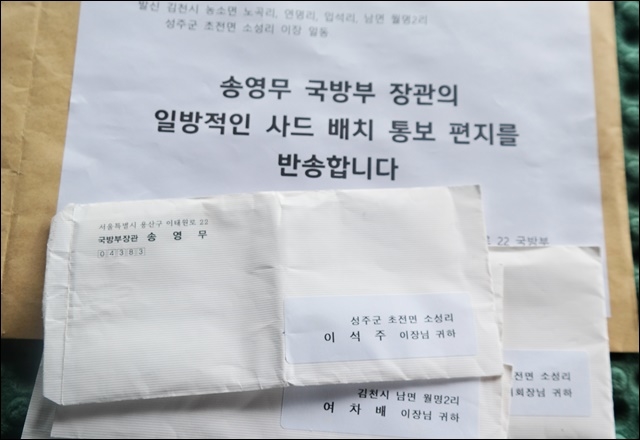 발신 김천시 농소면 노곡리, 연명리, 입석리, 남면 월명2리
성주군 초전면 소성리 이장 일동
송영무 국방부 장관의
일방적인 사드 배치 통보 편지를
반송합니다
22 국방부
서울특별시 용산구 이태원로 22
국방부장관 송 영 무
04383
성주군 초전면 소성리
이 석 주 이장님 귀하
김천시 남면 월명2리
여 차 배 이장님 귀하
초전면 소성리
회장님 귀하